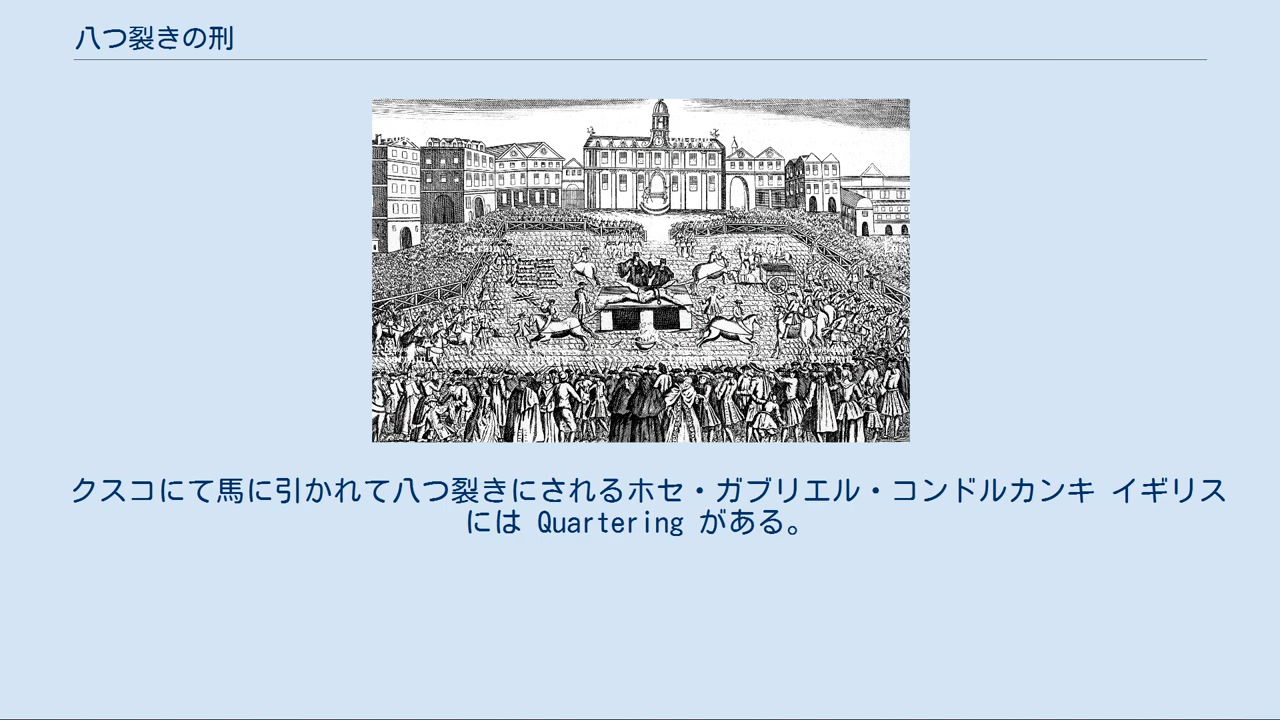 八つ裂きの刑
クスコにて馬に引かれて八つ裂きにされるホセ・ガブリエル・コンドルカンキ イギリス
には Quartering がある。